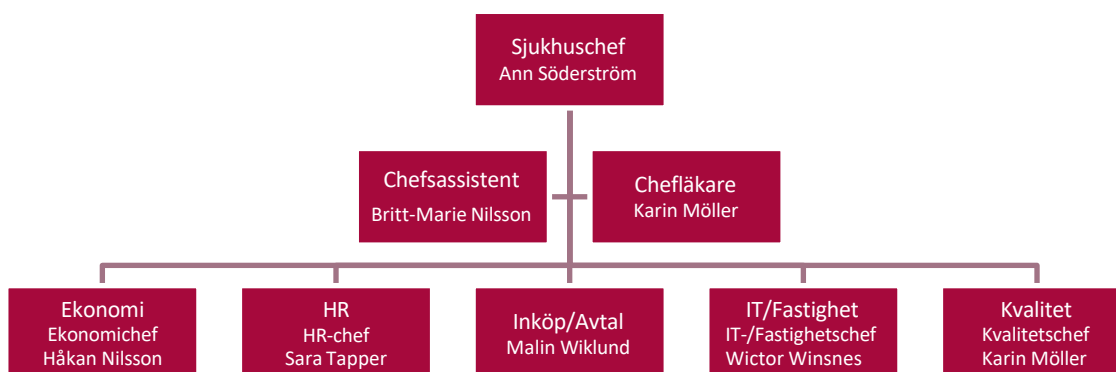 Sjukhuschef
Ann Söderström
Chefsassistent
Britt-Marie Nilsson
Chefläkare
Karin Möller
Ekonomi
Ekonomichef
Håkan Nilsson
HR
HR-chef
Sara Tapper
Inköp/Avtal
Malin Wiklund
IT/Fastighet
IT-/Fastighetschef
Wictor Winsnes
Kvalitet
Kvalitetschef
Karin Möller